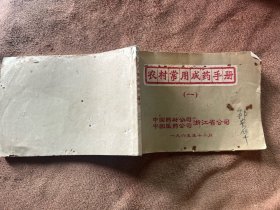 农村常用成药手册
(一)
中国药材公司
中国医药公司 浙江省公司
一九六五年十二月